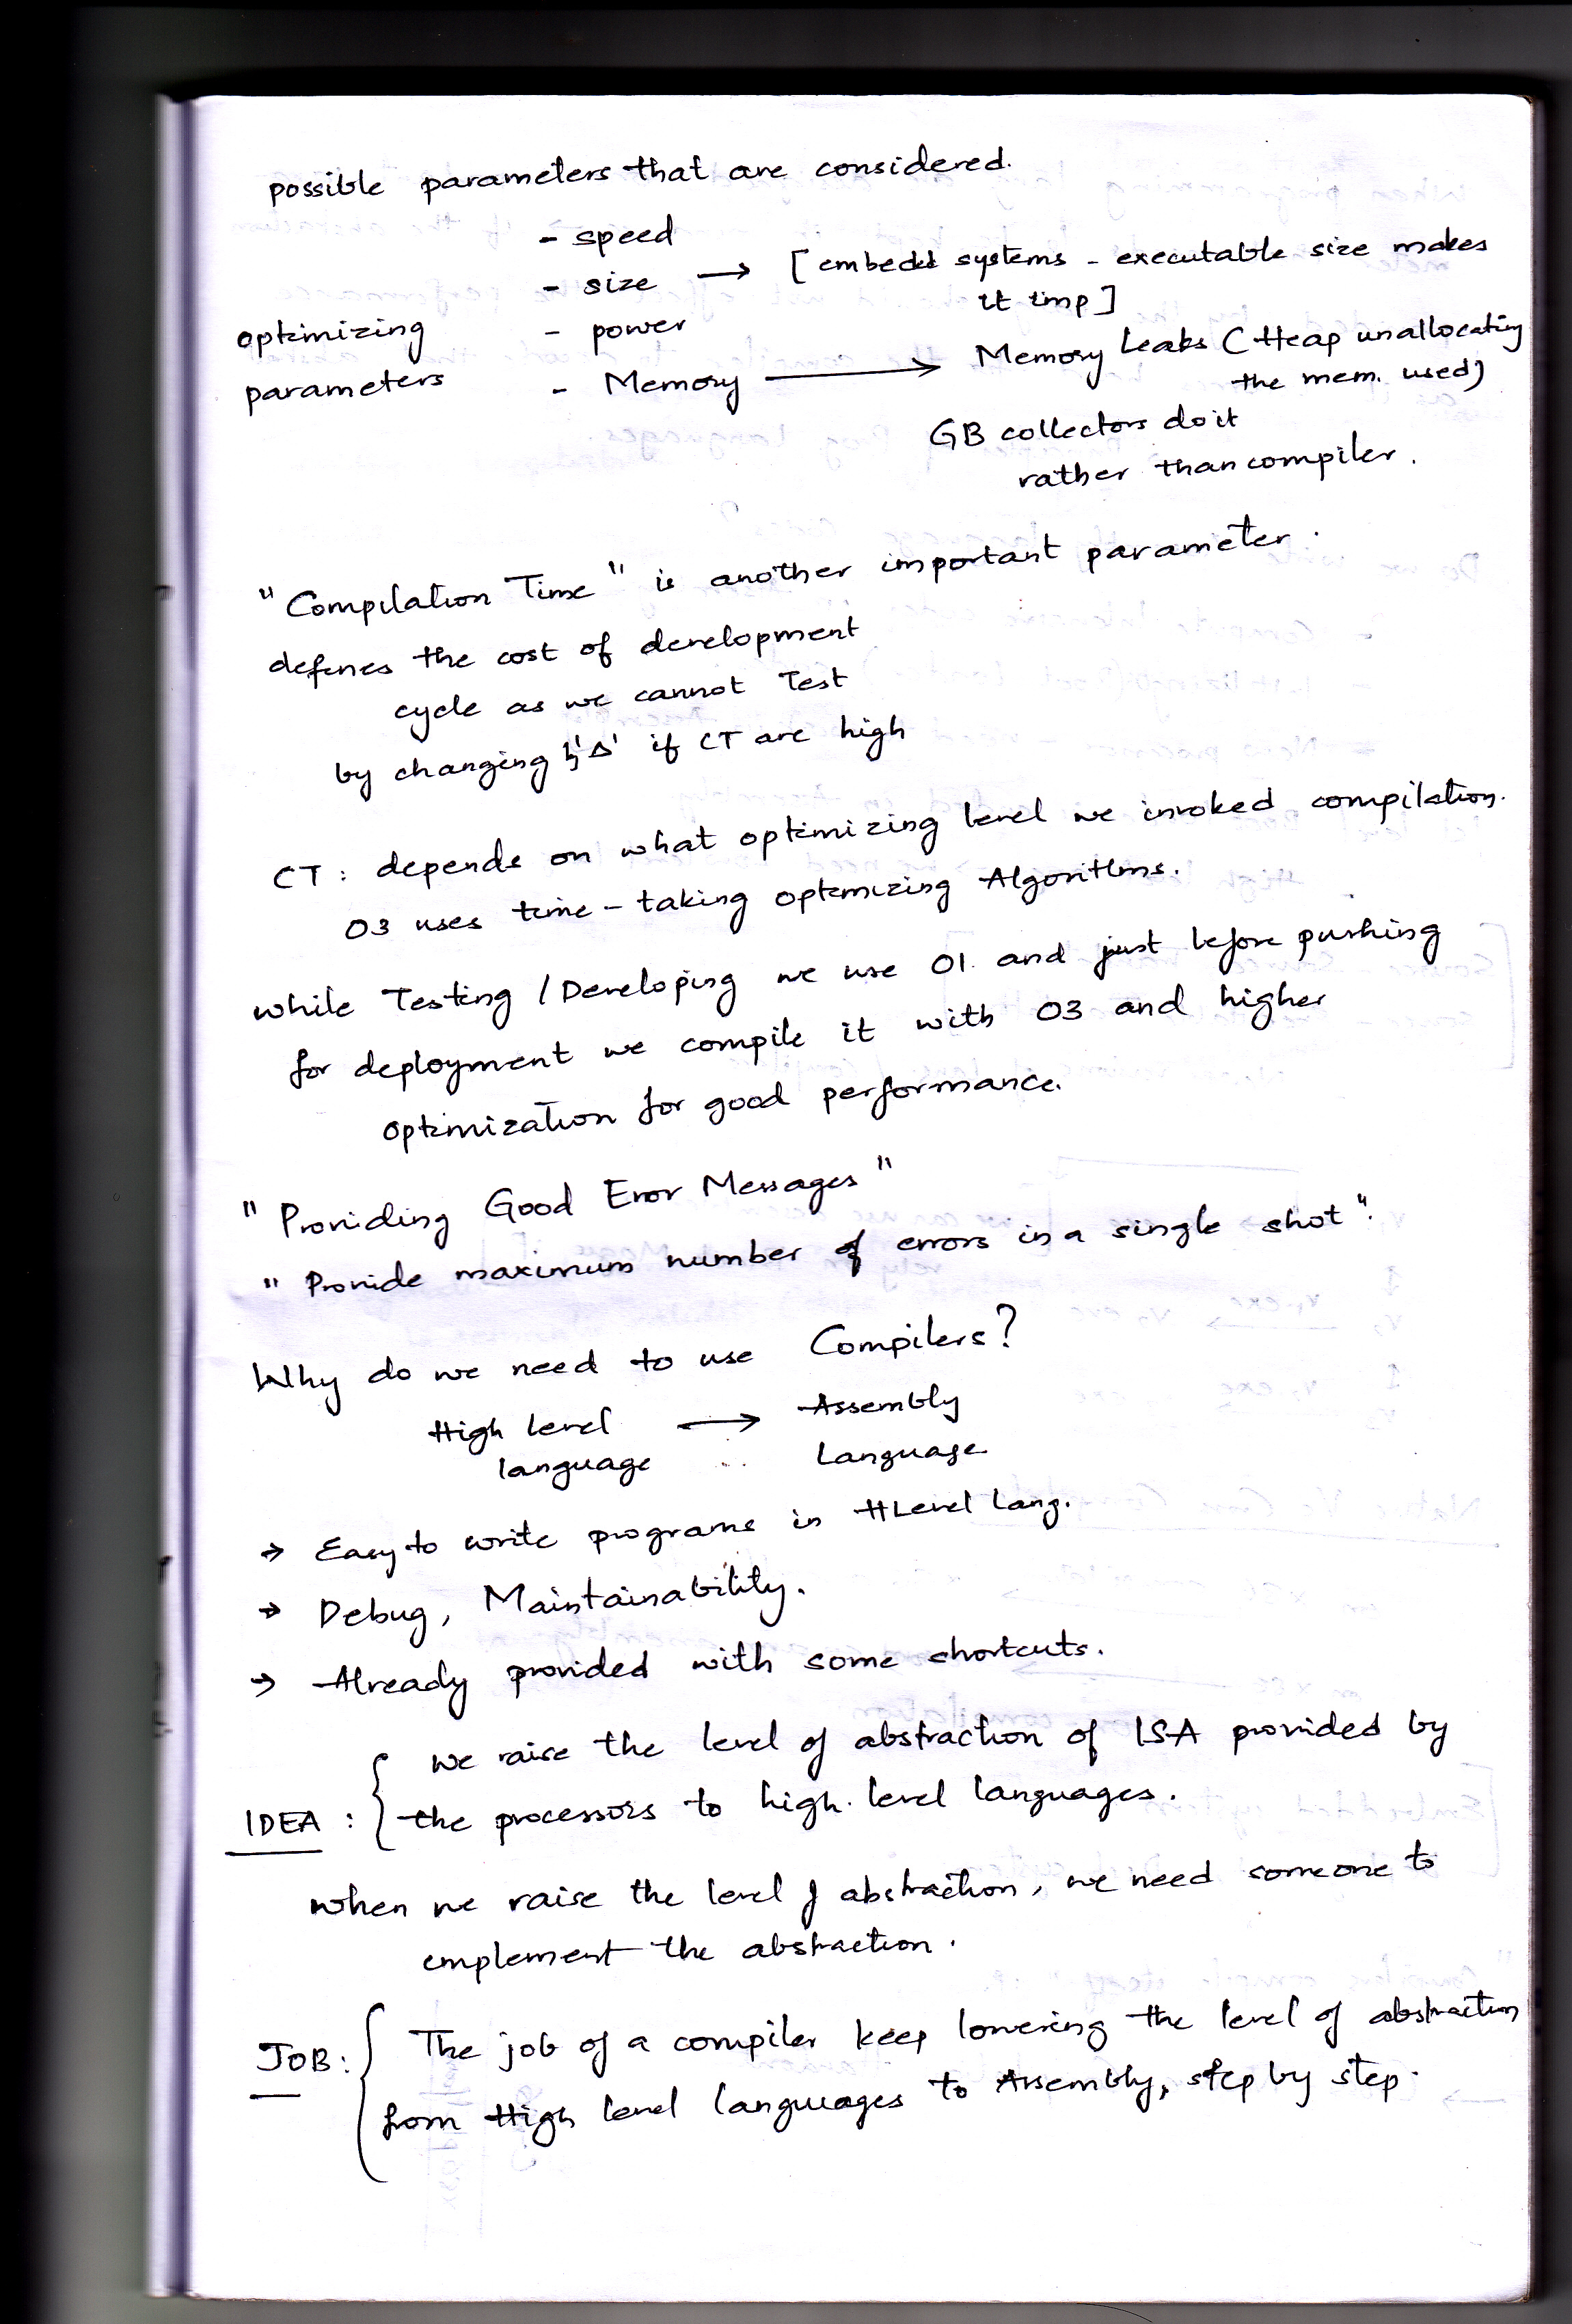 possible parameters that are considered.
- speed
- size → [embedded systems - executable size makes
it imp]
optimizing - power
parameters - Memory → Memory Leaks (Heap unallocating
the mem. used)
GB collectors do it
rather than compiler.
"Compilation Time" is another important parameter.
defines the cost of development
cycle as we cannot Test
by changing 'Δ' if CT are high
CT: depends on what optimizing level we invoked compilation.
O3 uses time-taking optimizing Algorithms.
while Testing / Developing we use O1 and just before pushing
for deployment we compile it with O3 and higher
optimization for good performance.
"Providing Good Error Messages"
"Provide maximum number of errors in a single shot".
Why do we need to use Compilers?
High level → Assembly
language Language
→ Easy to write programs in HLevel Lang.
→ Debug, Maintainability.
→ Already provided with some shortcuts.
we raise the level of abstraction of ISA provided by
IDEA: the processors to high level languages.
when we raise the level of abstraction, we need someone to
implement the abstraction.
JOB: The job of a compiler keep lowering the level of abstraction
from High level languages to Assembly, step by step.